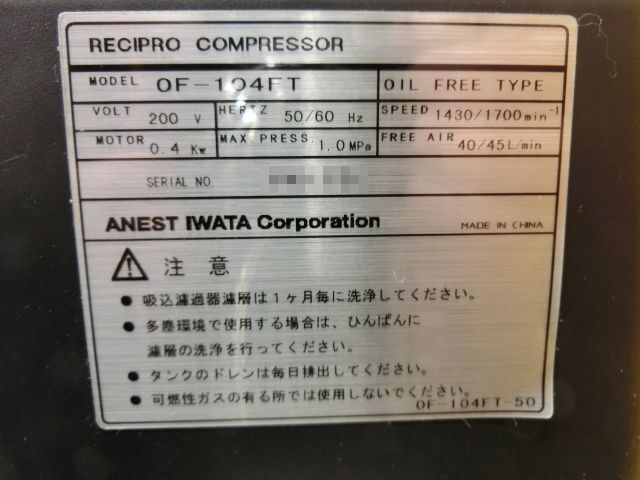 RECIPRO COMPRESSOR
MODEL OF-104FT OIL FREE TYPE
VOLT 200 V HERTZ 50/60 Hz SPEED 1430/1700min⁻¹
MOTOR 0.4 Kw MAX. PRESS. 1.0MPa FREE AIR 40/45L/min
SERIAL NO
ANEST IWATA Corporation MADE IN CHINA
注意
● 吸込濾過器濾層は1ヶ月毎に洗浄してください。
● 多塵環境で使用する場合は、ひんぱんに
濾層の洗浄を行ってください。
● タンクのドレンは毎日排出してください。
● 可燃性ガスの有る所では使用しないでください。
OF-104FT-50